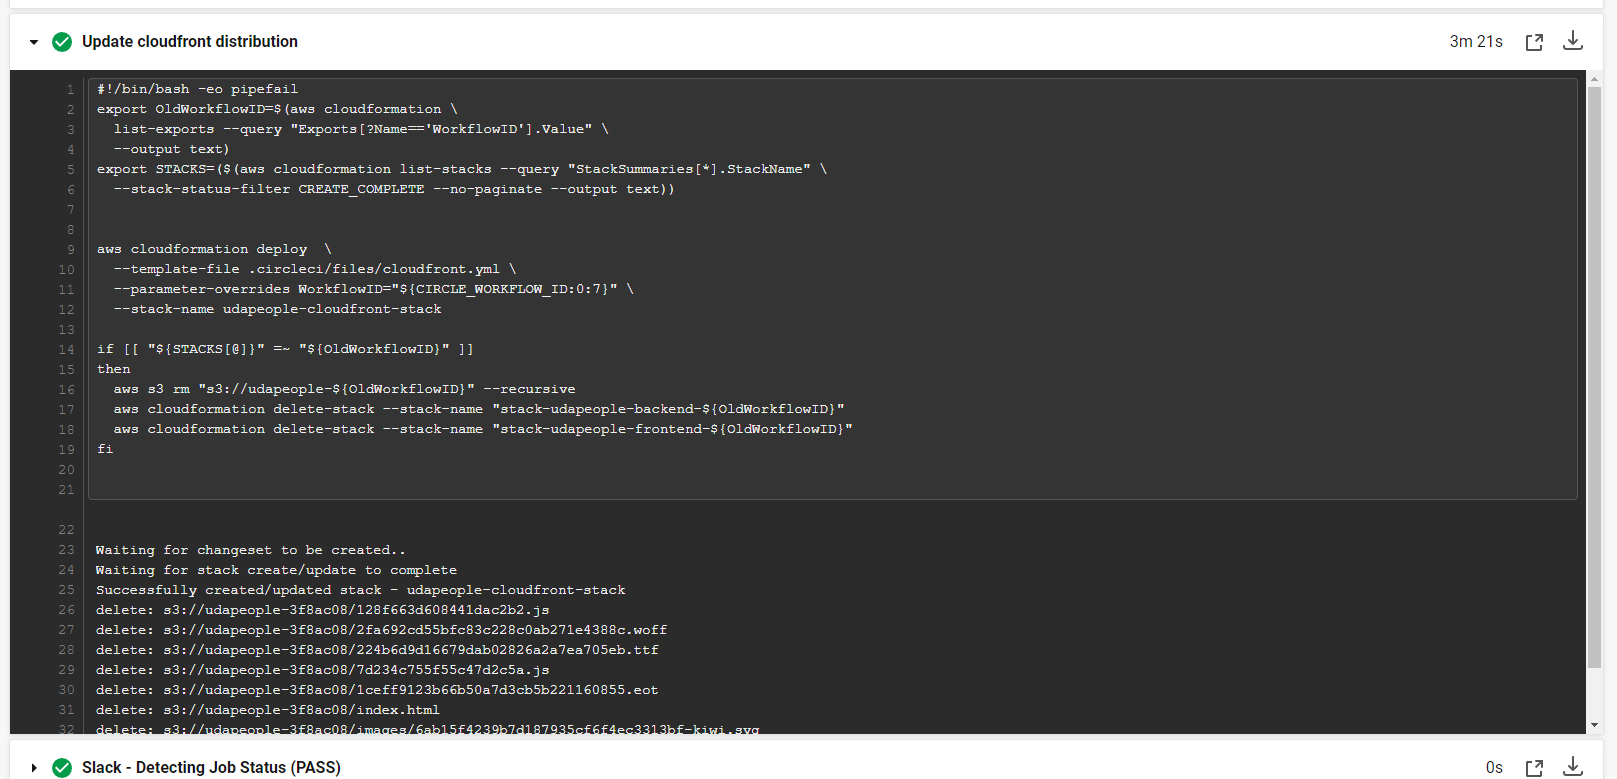 Update cloudfront distribution
3m 21s
1 #!/bin/bash -eo pipefail
2 export OldWorkflowID=$(aws cloudformation \
3   list-exports --query "Exports[?Name=='WorkflowID'].Value" \
4   --output text)
5 export STACKS=($(aws cloudformation list-stacks --query "StackSummaries[*].StackName" \
6   --stack-status-filter CREATE_COMPLETE --no-paginate --output text))
7
8
9 aws cloudformation deploy  \
10   --template-file .circleci/files/cloudfront.yml \
11   --parameter-overrides WorkflowID="${CIRCLE_WORKFLOW_ID:0:7}" \
12   --stack-name udapeople-cloudfront-stack
13
14 if [[ "${STACKS[@]}" =~ "${OldWorkflowID}" ]]
15 then
16   aws s3 rm "s3://udapeople-${OldWorkflowID}" --recursive
17   aws cloudformation delete-stack --stack-name "stack-udapeople-backend-${OldWorkflowID}"
18   aws cloudformation delete-stack --stack-name "stack-udapeople-frontend-${OldWorkflowID}"
19 fi
20
21
22
23 Waiting for changeset to be created..
24 Waiting for stack create/update to complete
25 Successfully created/updated stack - udapeople-cloudfront-stack
26 delete: s3://udapeople-3f8ac08/128f663d608441dac2b2.js
27 delete: s3://udapeople-3f8ac08/2fa692cd55bfc83c228c0ab271e4388c.woff
28 delete: s3://udapeople-3f8ac08/224b6d9d16679dab02826a2a7ea705eb.ttf
29 delete: s3://udapeople-3f8ac08/7d234c755f55c47d2c5a.js
30 delete: s3://udapeople-3f8ac08/1ceff9123b66b50a7d3cb5b221160855.eot
31 delete: s3://udapeople-3f8ac08/index.html
32 delete: s3://udapeople-3f8ac08/images/6ab15f4239b7d187935cf6f4ec3313bf-kiwi.svg
Slack - Detecting Job Status (PASS)
0s